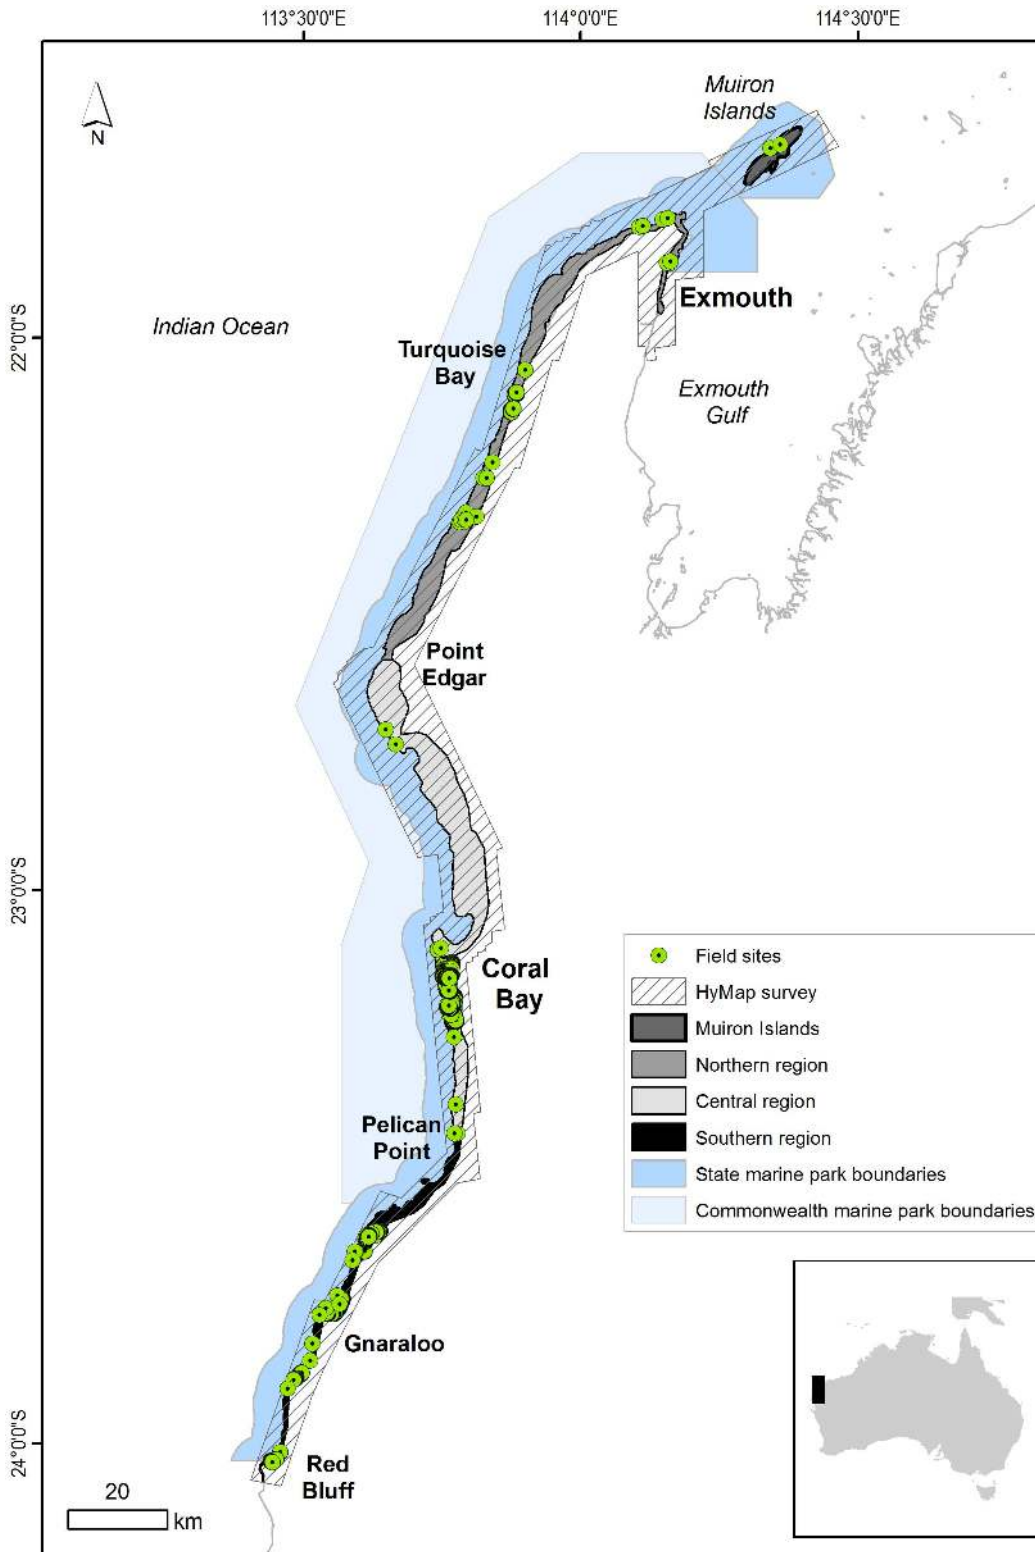 113°30'0"E
114°0'0"E
114°30'0"E
N
Muiron
Islands
Exmouth
Indian Ocean
22°0'0"S
Turquoise
Bay
Exmouth
Gulf
Point
Edgar
23°0'0"S
Coral
Bay
Pelican
Point
Gnaraloo
24°0'0"S
Red
Bluff
20
km
Field sites
HyMap survey
Muiron Islands
Northern region
Central region
Southern region
State marine park boundaries
Commonwealth marine park boundaries